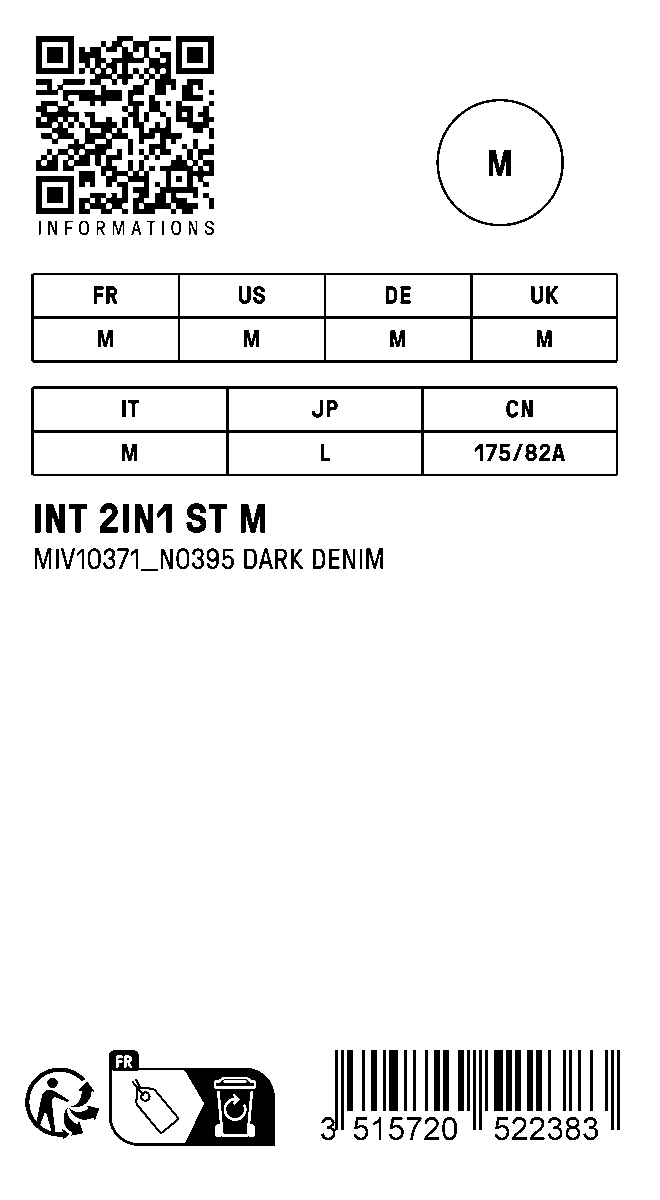 INFORMATIONS
M
FR US DE UK
M M M M
IT JP CN
M L 175/82A
INT 2IN1 ST M
MIV10371_N0395 DARK DENIM
FR
3 515720 522383